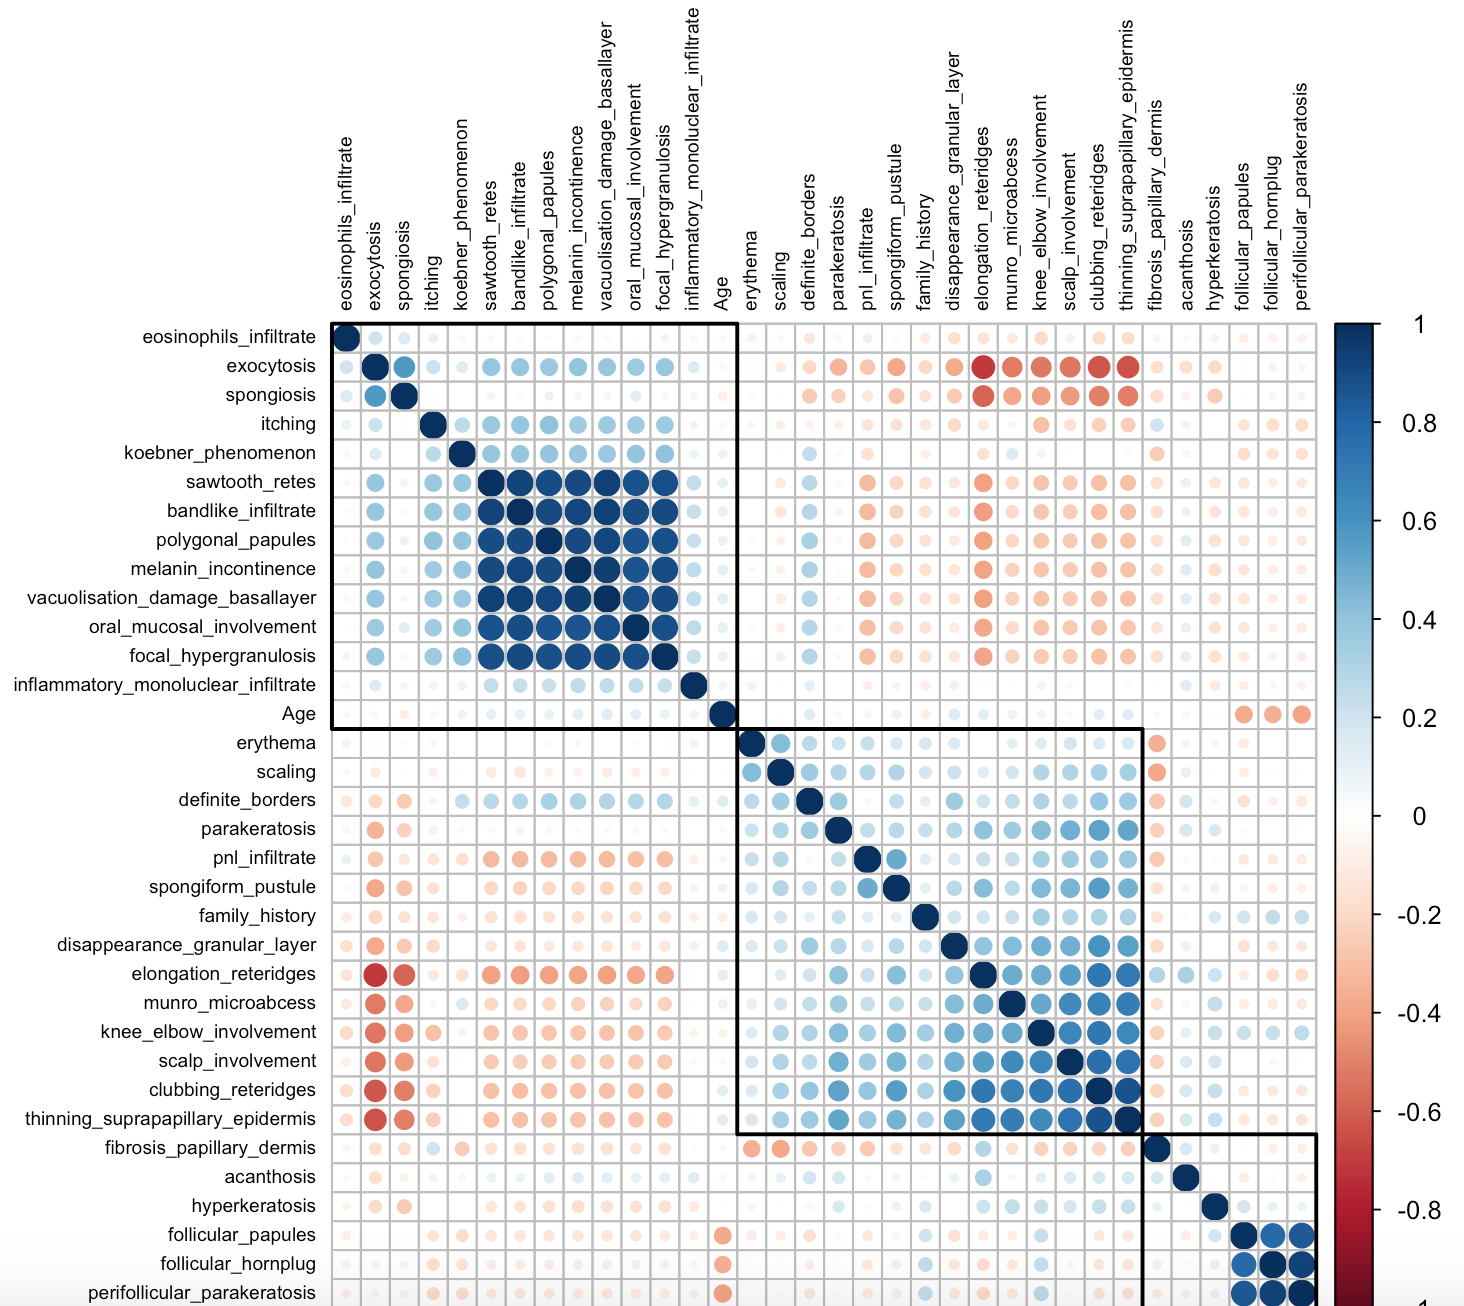 eosinophils_infiltrate
exocytosis
spongiosis
itching
koebner_phenomenon
sawtooth_retes
bandlike_infiltrate
polygonal_papules
melanin_incontinence
vacuolisation_damage_basallayer
oral_mucosal_involvement
focal_hypergranulosis
inflammatory_monoluclear_infiltrate
Age
erythema
scaling
definite_borders
parakeratosis
pnl_infiltrate
spongiform_pustule
family_history
disappearance_granular_layer
elongation_reteridges
munro_microabcess
knee_elbow_involvement
scalp_involvement
clubbing_reteridges
thinning_suprapapillary_epidermis
fibrosis_papillary_dermis
acanthosis
hyperkeratosis
follicular_papules
follicular_hornplug
perifollicular_parakeratosis
eosinophils_infiltrate
exocytosis
spongiosis
itching
koebner_phenomenon
sawtooth_retes
bandlike_infiltrate
polygonal_papules
melanin_incontinence
vacuolisation_damage_basallayer
oral_mucosal_involvement
focal_hypergranulosis
inflammatory_monoluclear_infiltrate
Age
erythema
scaling
definite_borders
parakeratosis
pnl_infiltrate
spongiform_pustule
family_history
disappearance_granular_layer
elongation_reteridges
munro_microabcess
knee_elbow_involvement
scalp_involvement
clubbing_reteridges
thinning_suprapapillary_epidermis
fibrosis_papillary_dermis
acanthosis
hyperkeratosis
follicular_papules
follicular_hornplug
perifollicular_parakeratosis
1
0.8
0.6
0.4
0.2
0
-0.2
-0.4
-0.6
-0.8